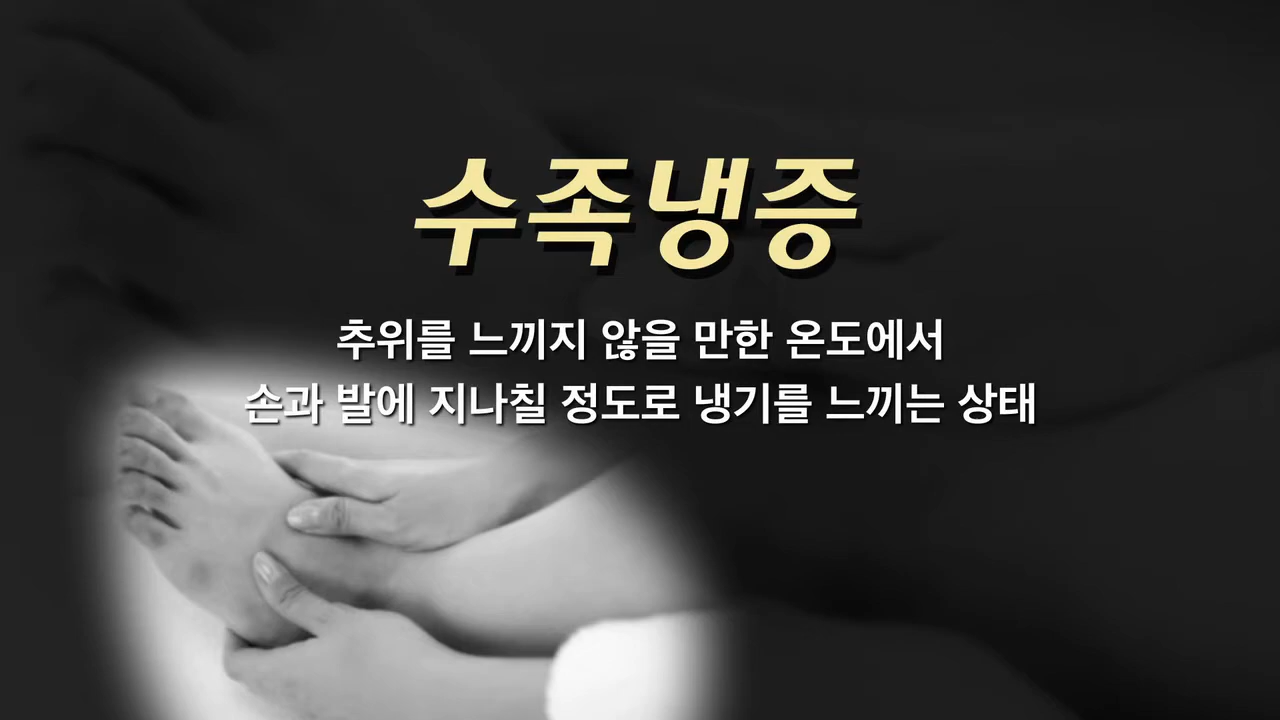 수족냉증
추위를 느끼지 않을 만한 온도에서
손과 발에 지나칠 정도로 냉기를 느끼는 상태